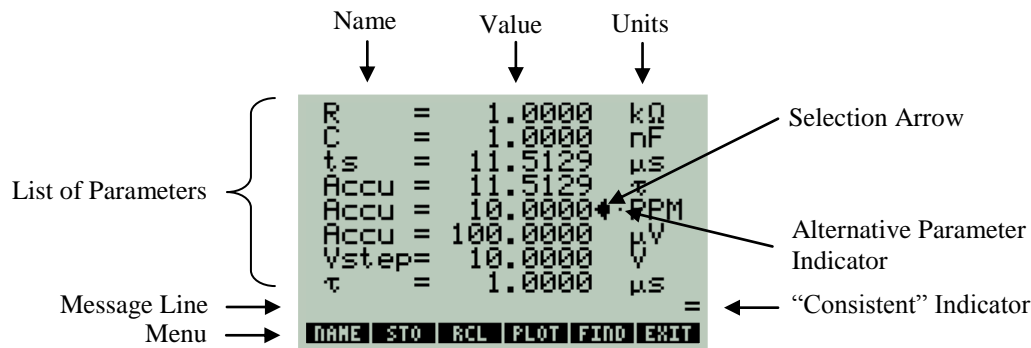 Name Value Units
R = 1.0000 kΩ
C = 1.0000 nF
ts = 11.5129 µs
Accu = 11.5129 τ
Accu = 10.0000 RPM
Accu = 100.0000 µV
Vstep= 10.0000 V
τ = 1.0000 µs
=
NAME STO RCL PLOT FIND EXIT
List of Parameters
Message Line
Menu
Selection Arrow
Alternative Parameter
Indicator
“Consistent” Indicator